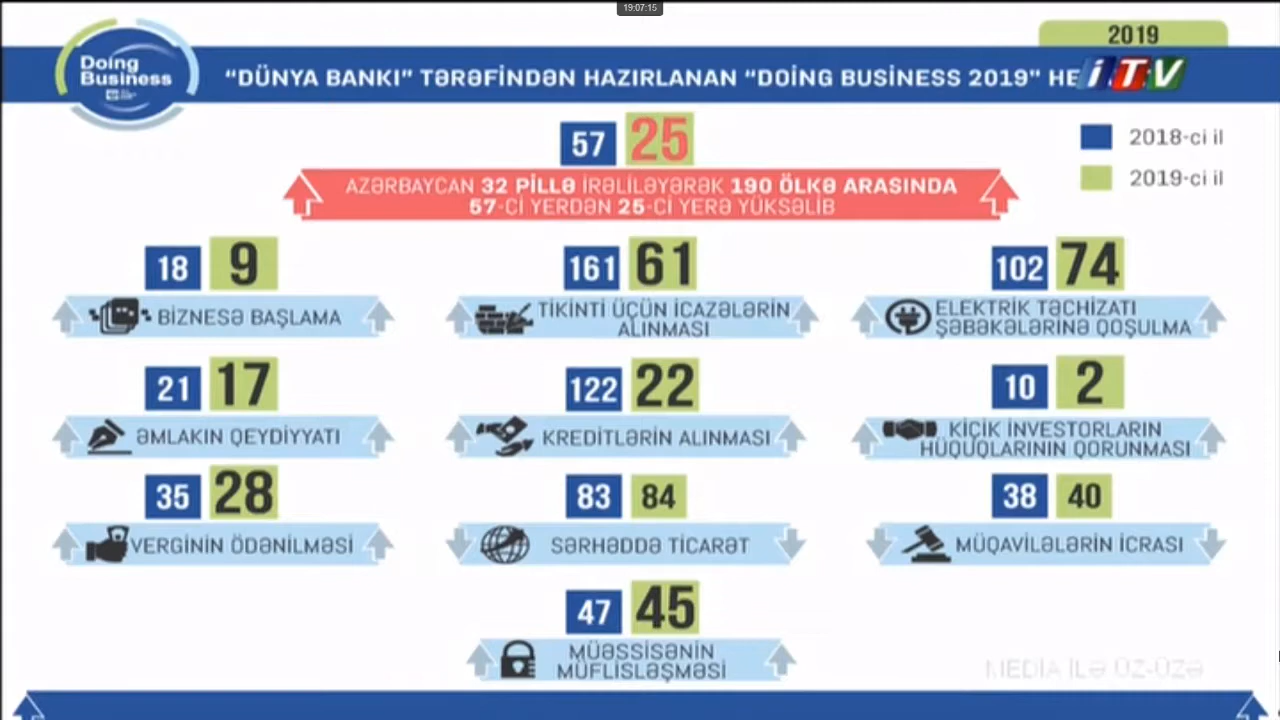 19:07:15
2019
Doing
Business
“DÜNYA BANKI” TƏRƏFİNDƏN HAZIRLANAN “DOİNG BUSINESS 2019” HE
iTV
57 25
2018-ci il
2019-ci il
AZƏRBAYCAN 32 PİLLƏ İRƏLİLƏYƏRƏK 190 ÖLKƏ ARASINDA
57-Cİ YERDƏN 25-Cİ YERƏ YÜKSƏLİB
18 9
BİZNESƏ BAŞLAMA
161 61
TİKİNTİ ÜÇÜN İCAZƏLƏRİN
ALINMASI
102 74
ELEKTRİK TƏCHİZATI
ŞƏBƏKƏLƏRİNƏ QOŞULMA
21 17
ƏMLAKIN QEYDİYYATI
122 22
KREDİTLƏRİN ALINMASI
10 2
KİÇİK İNVESTORLARIN
HÜQUQLARININ QORUNMASI
35 28
VERGİNİN ÖDƏNİLMƏSİ
83 84
SƏRHƏDDƏ TİCARƏT
38 40
MÜQAVİLƏLƏRİN İCRASI
47 45
MÜƏSSİSƏNİN
MÜFLİSLƏŞMƏSİ
MEDIA İLƏ ÜZ-ÜZƏ